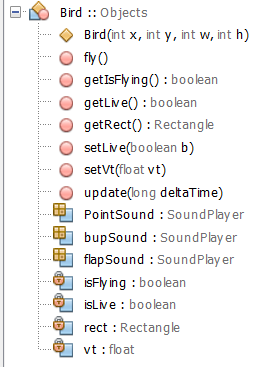 Bird :: Objects
Bird(int x, int y, int w, int h)
fly()
getIsFlying() : boolean
getLive() : boolean
getRect() : Rectangle
setLive(boolean b)
setVt(float vt)
update(long deltaTime)
PointSound : SoundPlayer
bupSound : SoundPlayer
flapSound : SoundPlayer
isFlying : boolean
isLive : boolean
rect : Rectangle
vt : float